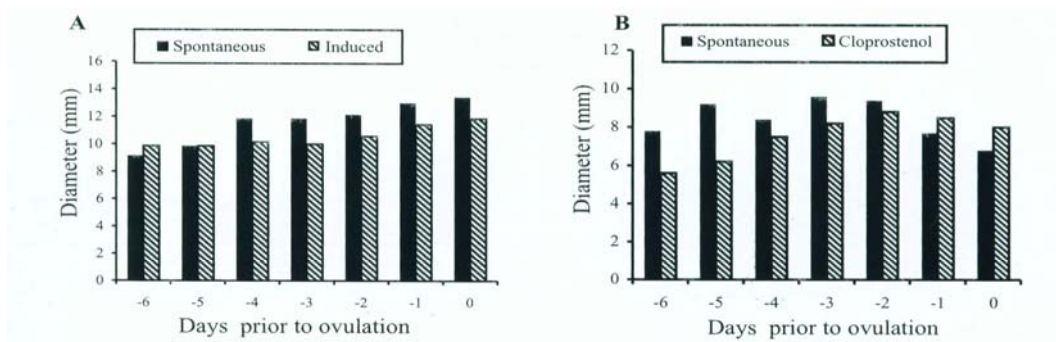 A
Spontaneous Induced
Diameter (mm)
16
14
12
10
8
6
4
2
0
-6 -5 -4 -3 -2 -1 0
Days prior to ovulation
B
Spontaneous Cloprostenol
Diameter (mm)
12
10
8
6
4
2
0
-6 -5 -4 -3 -2 -1 0
Days prior to ovulation